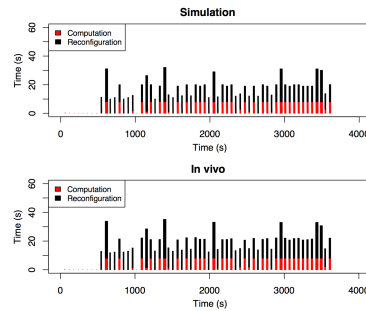 Simulation
60
40
20
0
Time (s)
Computation
Reconfiguration
0 1000 2000 3000 4000
Time (s)
In vivo
60
40
20
0
Time (s)
Computation
Reconfiguration
0 1000 2000 3000 4000
Time (s)